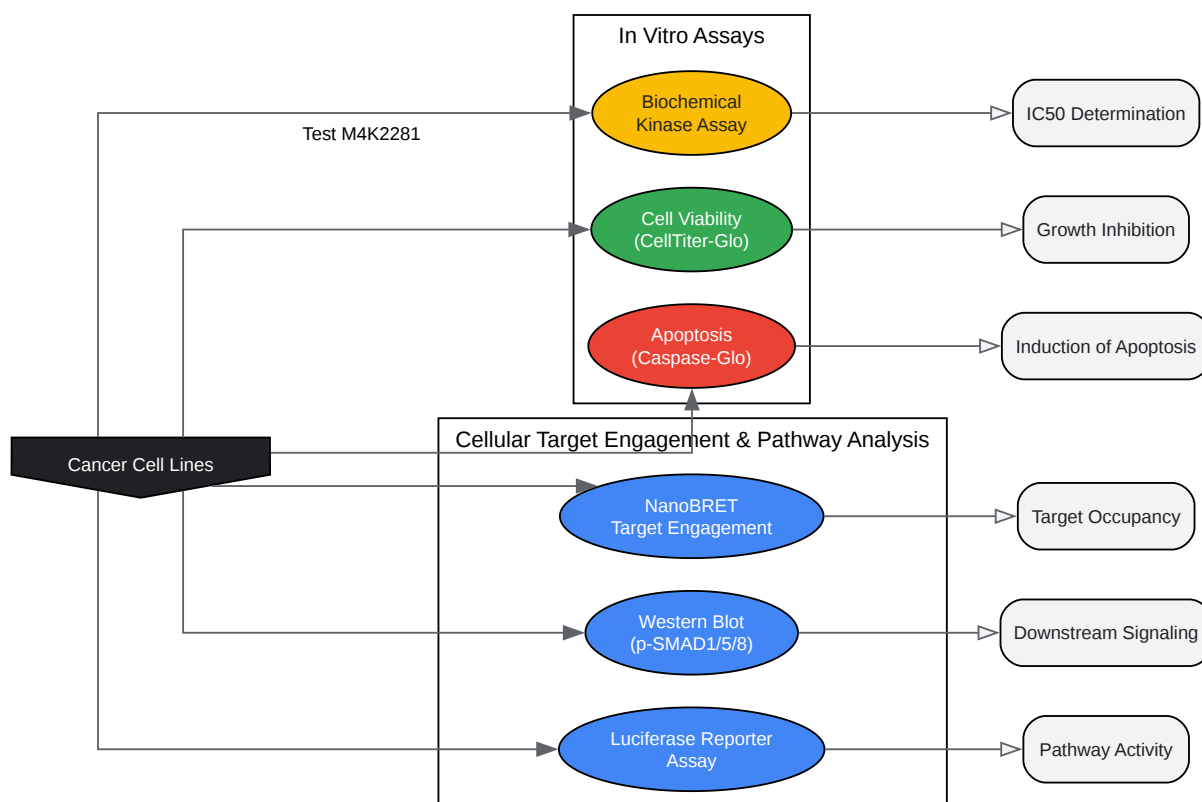 In Vitro Assays
Biochemical
Kinase Assay
IC50 Determination
Test M4K2281
Cell Viability
(CellTiter-Glo)
Growth Inhibition
Apoptosis
(Caspase-Glo)
Induction of Apoptosis
Cellular Target Engagement & Pathway Analysis
Cancer Cell Lines
NanoBRET
Target Engagement
Target Occupancy
Western Blot
(p-SMAD1/5/8)
Downstream Signaling
Luciferase Reporter
Assay
Pathway Activity